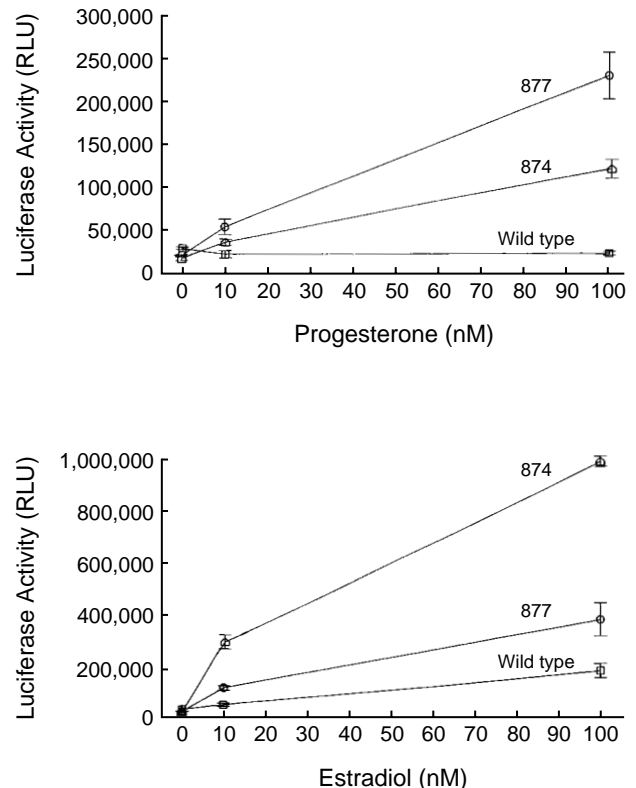 Luciferase Activity (RLU)
300,000
250,000
200,000
150,000
100,000
50,000
0
877
874
Wild type
0 10 20 30 40 50 60 70 80 90 100
Progesterone (nM)
Luciferase Activity (RLU)
1,000,000
800,000
600,000
400,000
200,000
0
874
877
Wild type
0 10 20 30 40 50 60 70 80 90 100
Estradiol (nM)